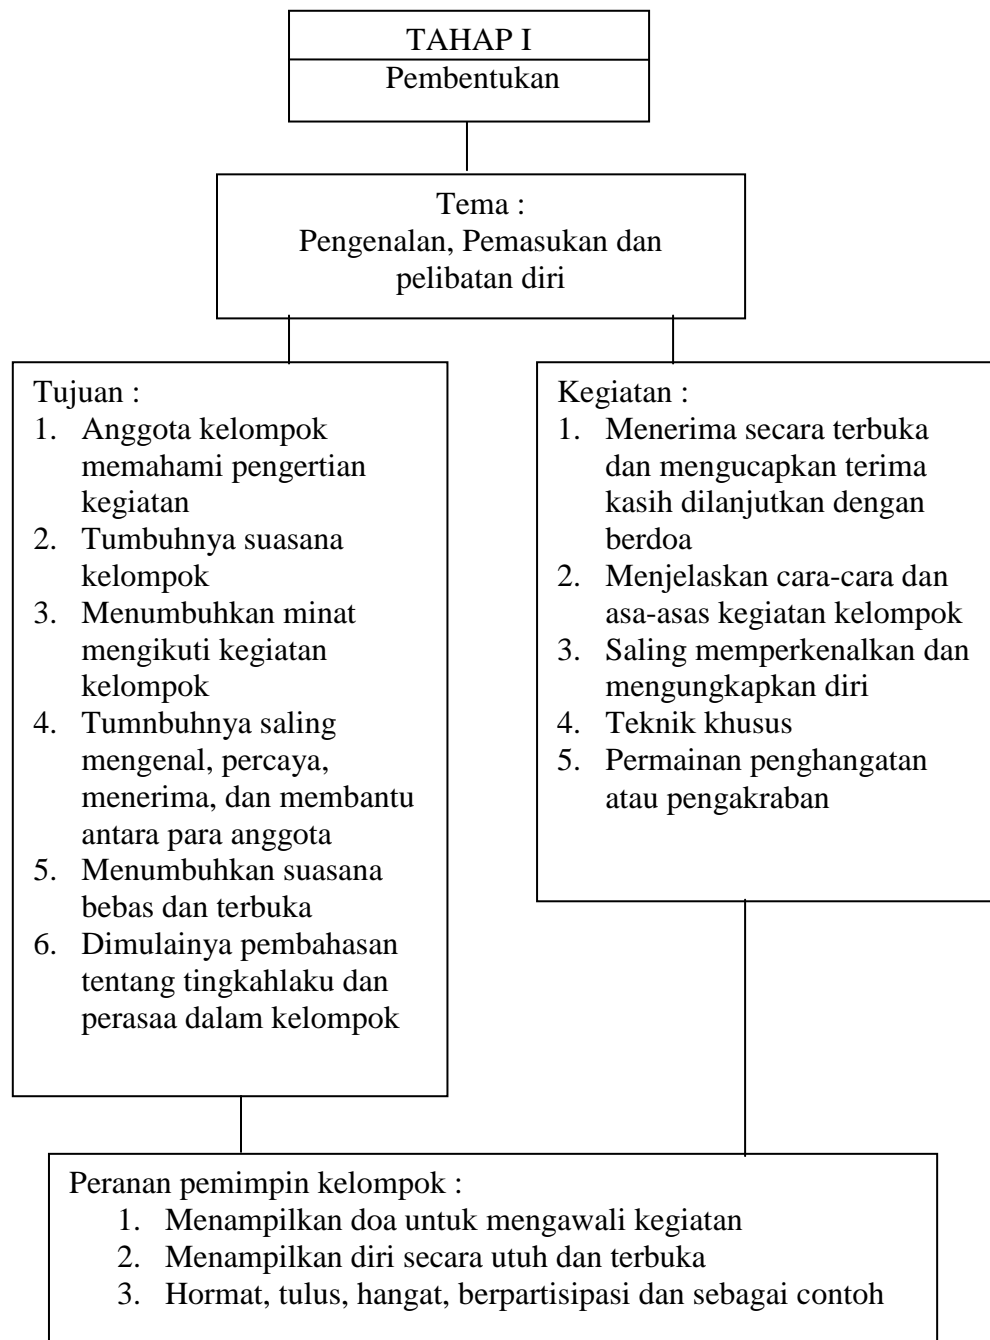 TAHAP I
Pembentukan
Tema :
Pengenalan, Pemasukan dan
pelibatan diri
Tujuan :
1. Anggota kelompok
memahami pengertian
kegiatan
2. Tumbuhnya suasana
kelompok
3. Menumbuhkan minat
mengikuti kegiatan
kelompok
4. Tumnbuhnya saling
mengenal, percaya,
menerima, dan membantu
antara para anggota
5. Menumbuhkan suasana
bebas dan terbuka
6. Dimulainya pembahasan
tentang tingkahlaku dan
perasaa dalam kelompok
Kegiatan :
1. Menerima secara terbuka
dan mengucapkan terima
kasih dilanjutkan dengan
berdoa
2. Menjelaskan cara-cara dan
asa-asas kegiatan kelompok
3. Saling memperkenalkan dan
mengungkapkan diri
4. Teknik khusus
5. Permainan penghangatan
atau pengakraban
Peranan pemimpin kelompok :
1. Menampilkan doa untuk mengawali kegiatan
2. Menampilkan diri secara utuh dan terbuka
3. Hormat, tulus, hangat, berpartisipasi dan sebagai contoh